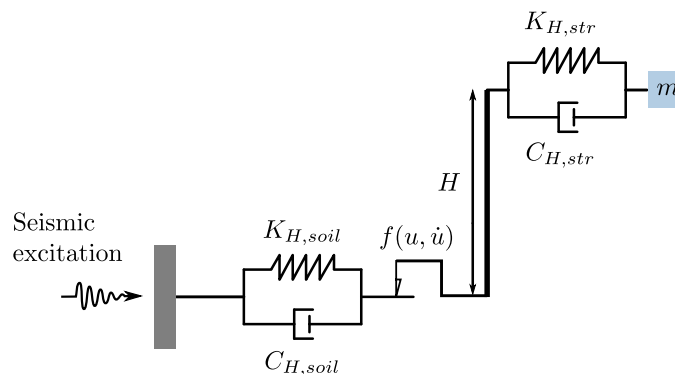 K_{H,str}
m
C_{H,str}
H
Seismic
excitation
K_{H,soil}
f(u, u̇)
C_{H,soil}